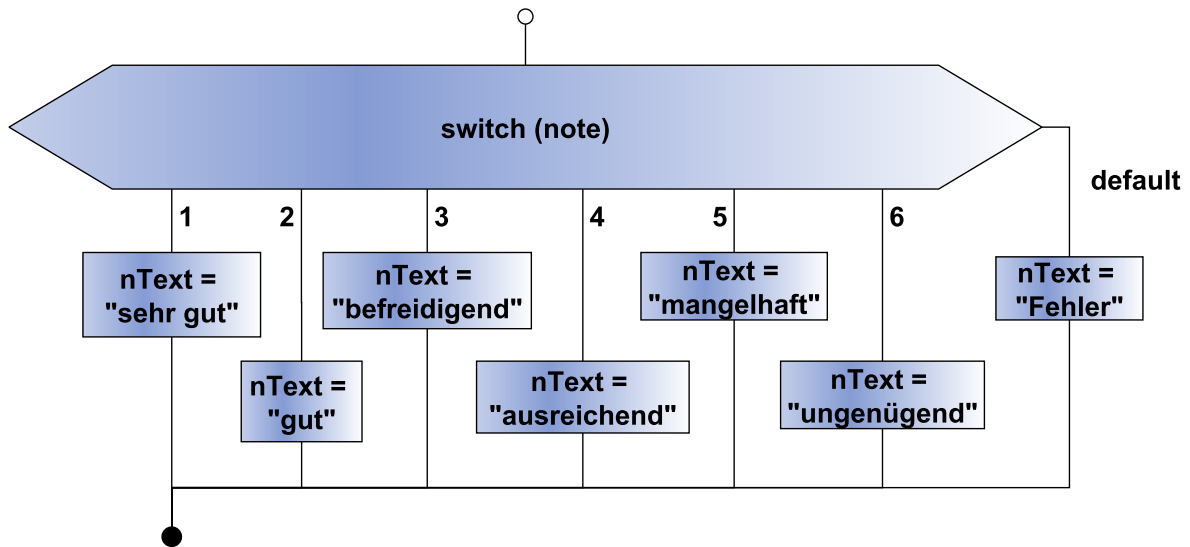 switch (note)
default
1
2
3
4
5
6
nText =
"sehr gut"
nText =
"befreidigend"
nText =
"mangelhaft"
nText =
"Fehler"
nText =
"gut"
nText =
"ausreichend"
nText =
"ungenügend"